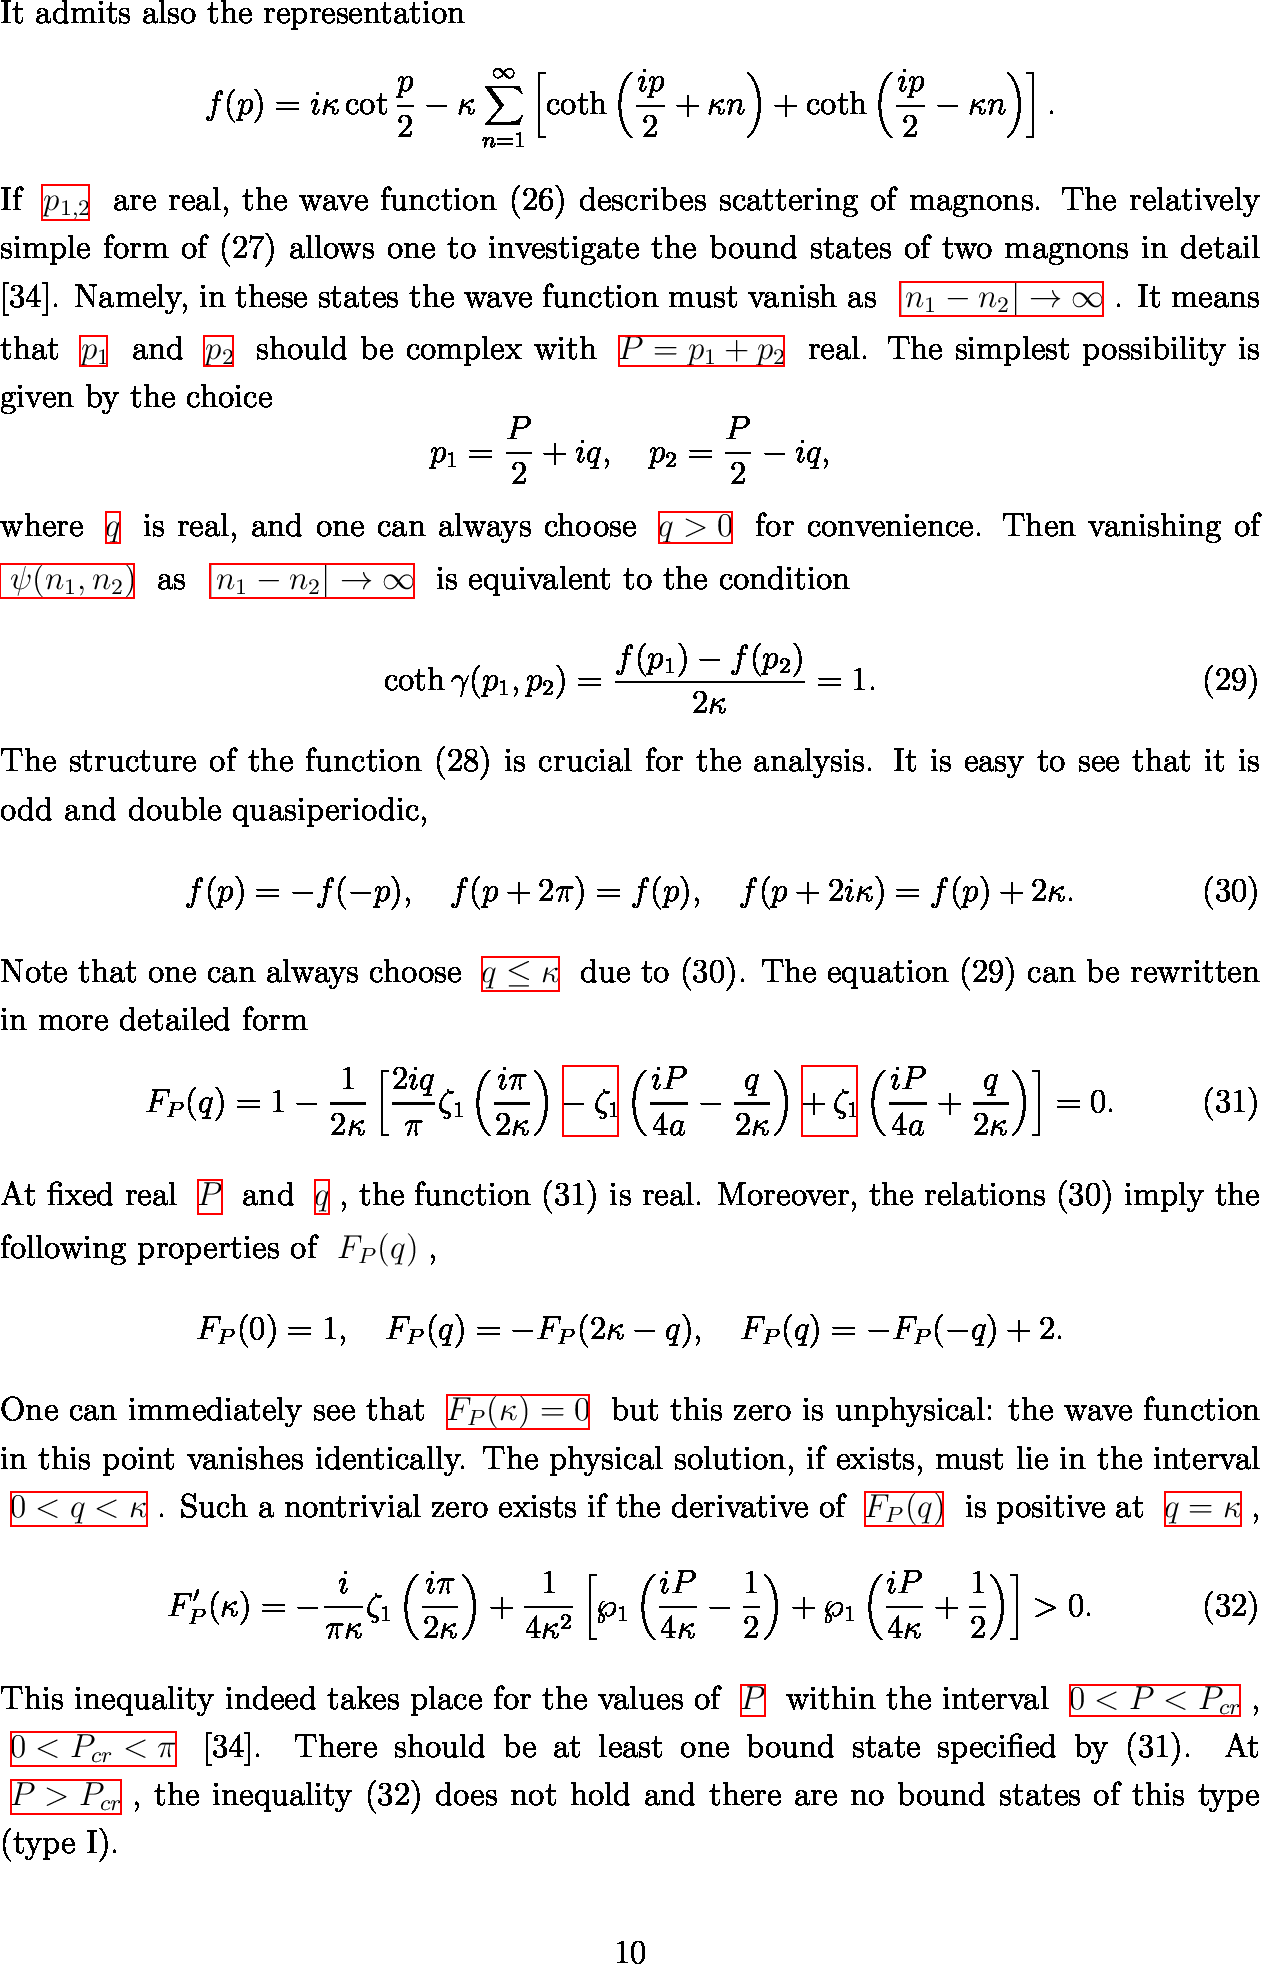 It admits also the representation
f(p) = iκ cot p/2 − κ ∑_{n=1}^{∞} [coth (ip/2 + κn) + coth (ip/2 − κn)] .
If p_{1,2} are real, the wave function (26) describes scattering of magnons. The relatively
simple form of (27) allows one to investigate the bound states of two magnons in detail
[34]. Namely, in these states the wave function must vanish as n_1 − n_2| → ∞ . It means
that p_1 and p_2 should be complex with P = p_1 + p_2 real. The simplest possibility is
given by the choice
p_1 = P/2 + iq, p_2 = P/2 − iq,
where q is real, and one can always choose q > 0 for convenience. Then vanishing of
ψ(n_1, n_2) as n_1 − n_2| → ∞ is equivalent to the condition
coth γ(p_1, p_2) = (f(p_1) − f(p_2))/(2κ) = 1. (29)
The structure of the function (28) is crucial for the analysis. It is easy to see that it is
odd and double quasiperiodic,
f(p) = −f(−p), f(p + 2π) = f(p), f(p + 2iκ) = f(p) + 2κ. (30)
Note that one can always choose q ≤ κ due to (30). The equation (29) can be rewritten
in more detailed form
F_P(q) = 1 − 1/(2κ) [2iq/π ζ_1 (iπ/2κ) − ζ_1 (iP/4a − q/2κ) + ζ_1 (iP/4a + q/2κ)] = 0. (31)
At fixed real P and q , the function (31) is real. Moreover, the relations (30) imply the
following properties of F_P(q) ,
F_P(0) = 1, F_P(q) = −F_P(2κ − q), F_P(q) = −F_P(−q) + 2.
One can immediately see that F_P(κ) = 0 but this zero is unphysical: the wave function
in this point vanishes identically. The physical solution, if exists, must lie in the interval
0 < q < κ . Such a nontrivial zero exists if the derivative of F_P(q) is positive at q = κ ,
F′_P(κ) = −i/(πκ) ζ_1 (iπ/2κ) + 1/(4κ^2) [℘_1 (iP/4κ − 1/2) + ℘_1 (iP/4κ + 1/2)] > 0. (32)
This inequality indeed takes place for the values of P within the interval 0 < P < P_{cr} ,
0 < P_{cr} < π [34]. There should be at least one bound state specified by (31). At
P > P_{cr} , the inequality (32) does not hold and there are no bound states of this type
(type I).
10